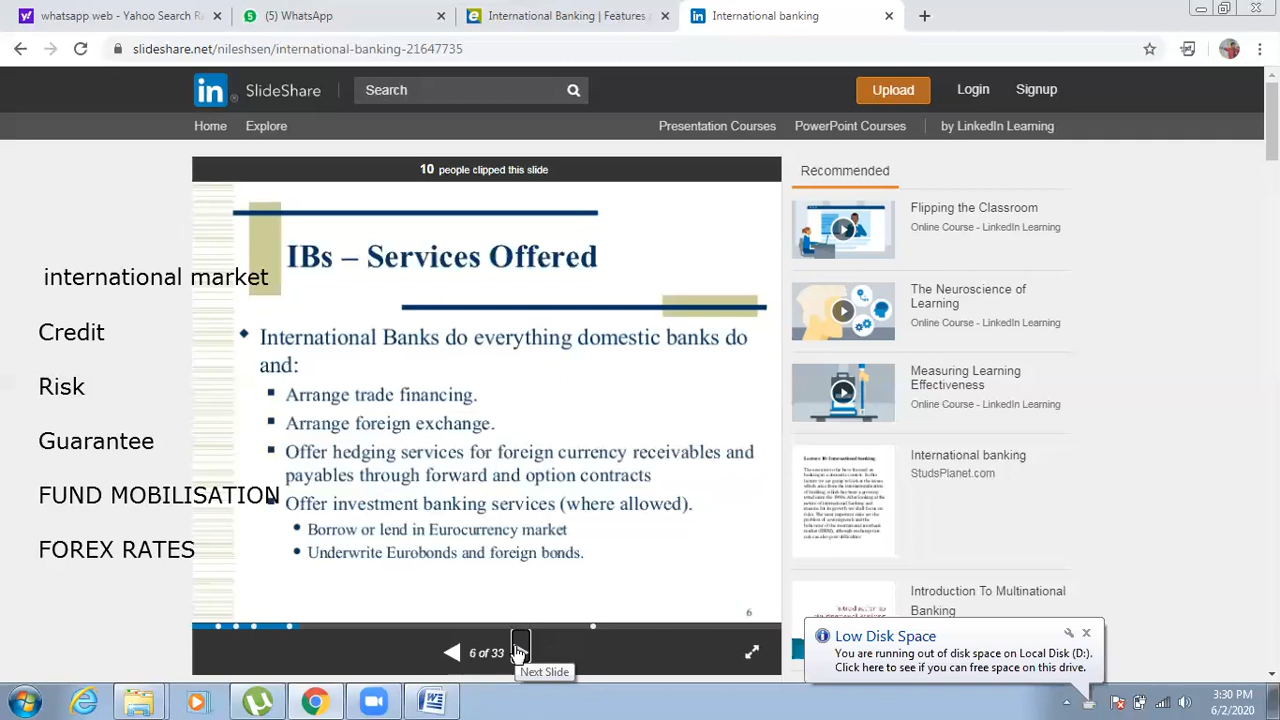 whatsapp web - Yahoo Search R
(5) WhatsApp
International Banking | Features
International banking
slideshare.net/nileshsen/international-banking-21647735
in SlideShare
Search
Upload
Login
Signup
Home
Explore
Presentation Courses
PowerPoint Courses
by LinkedIn Learning
10 people clipped this slide
IBs – Services Offered
International Banks do everything domestic banks do
and:
Arrange trade financing.
Arrange foreign exchange.
Offer hedging services for foreign currency receivables and
payables through forward and option contracts
Offer investment banking services (where allowed).
Borrow or lend in Eurocurrency market
Underwrite Eurobonds and foreign bonds.
6
international market
Credit
Risk
Guarantee
FUND MOBILISATION
FOREX RATES
6 of 33
Next Slide
Recommended
Flipping the Classroom
Online Course - LinkedIn Learning
The Neuroscience of
Learning
Online Course - LinkedIn Learning
Measuring Learning
Effectiveness
Online Course - LinkedIn Learning
Lecture 10: International banking
International banking
StudsPlanet.com
Introduction To Multinational
Banking
Low Disk Space
You are running out of disk space on Local Disk (D:).
Click here to see if you can free space on this drive.
3:30 PM
6/2/2020